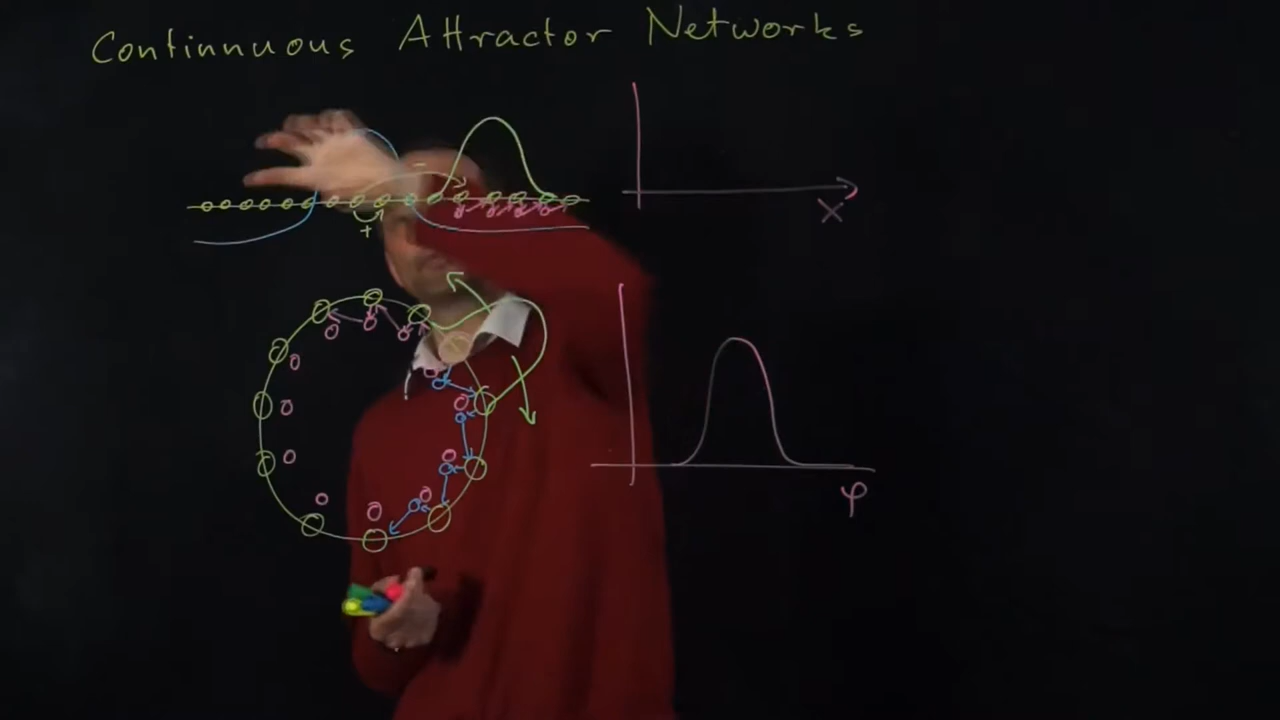 Continnuous Attractor Networks
-
+
x
φ